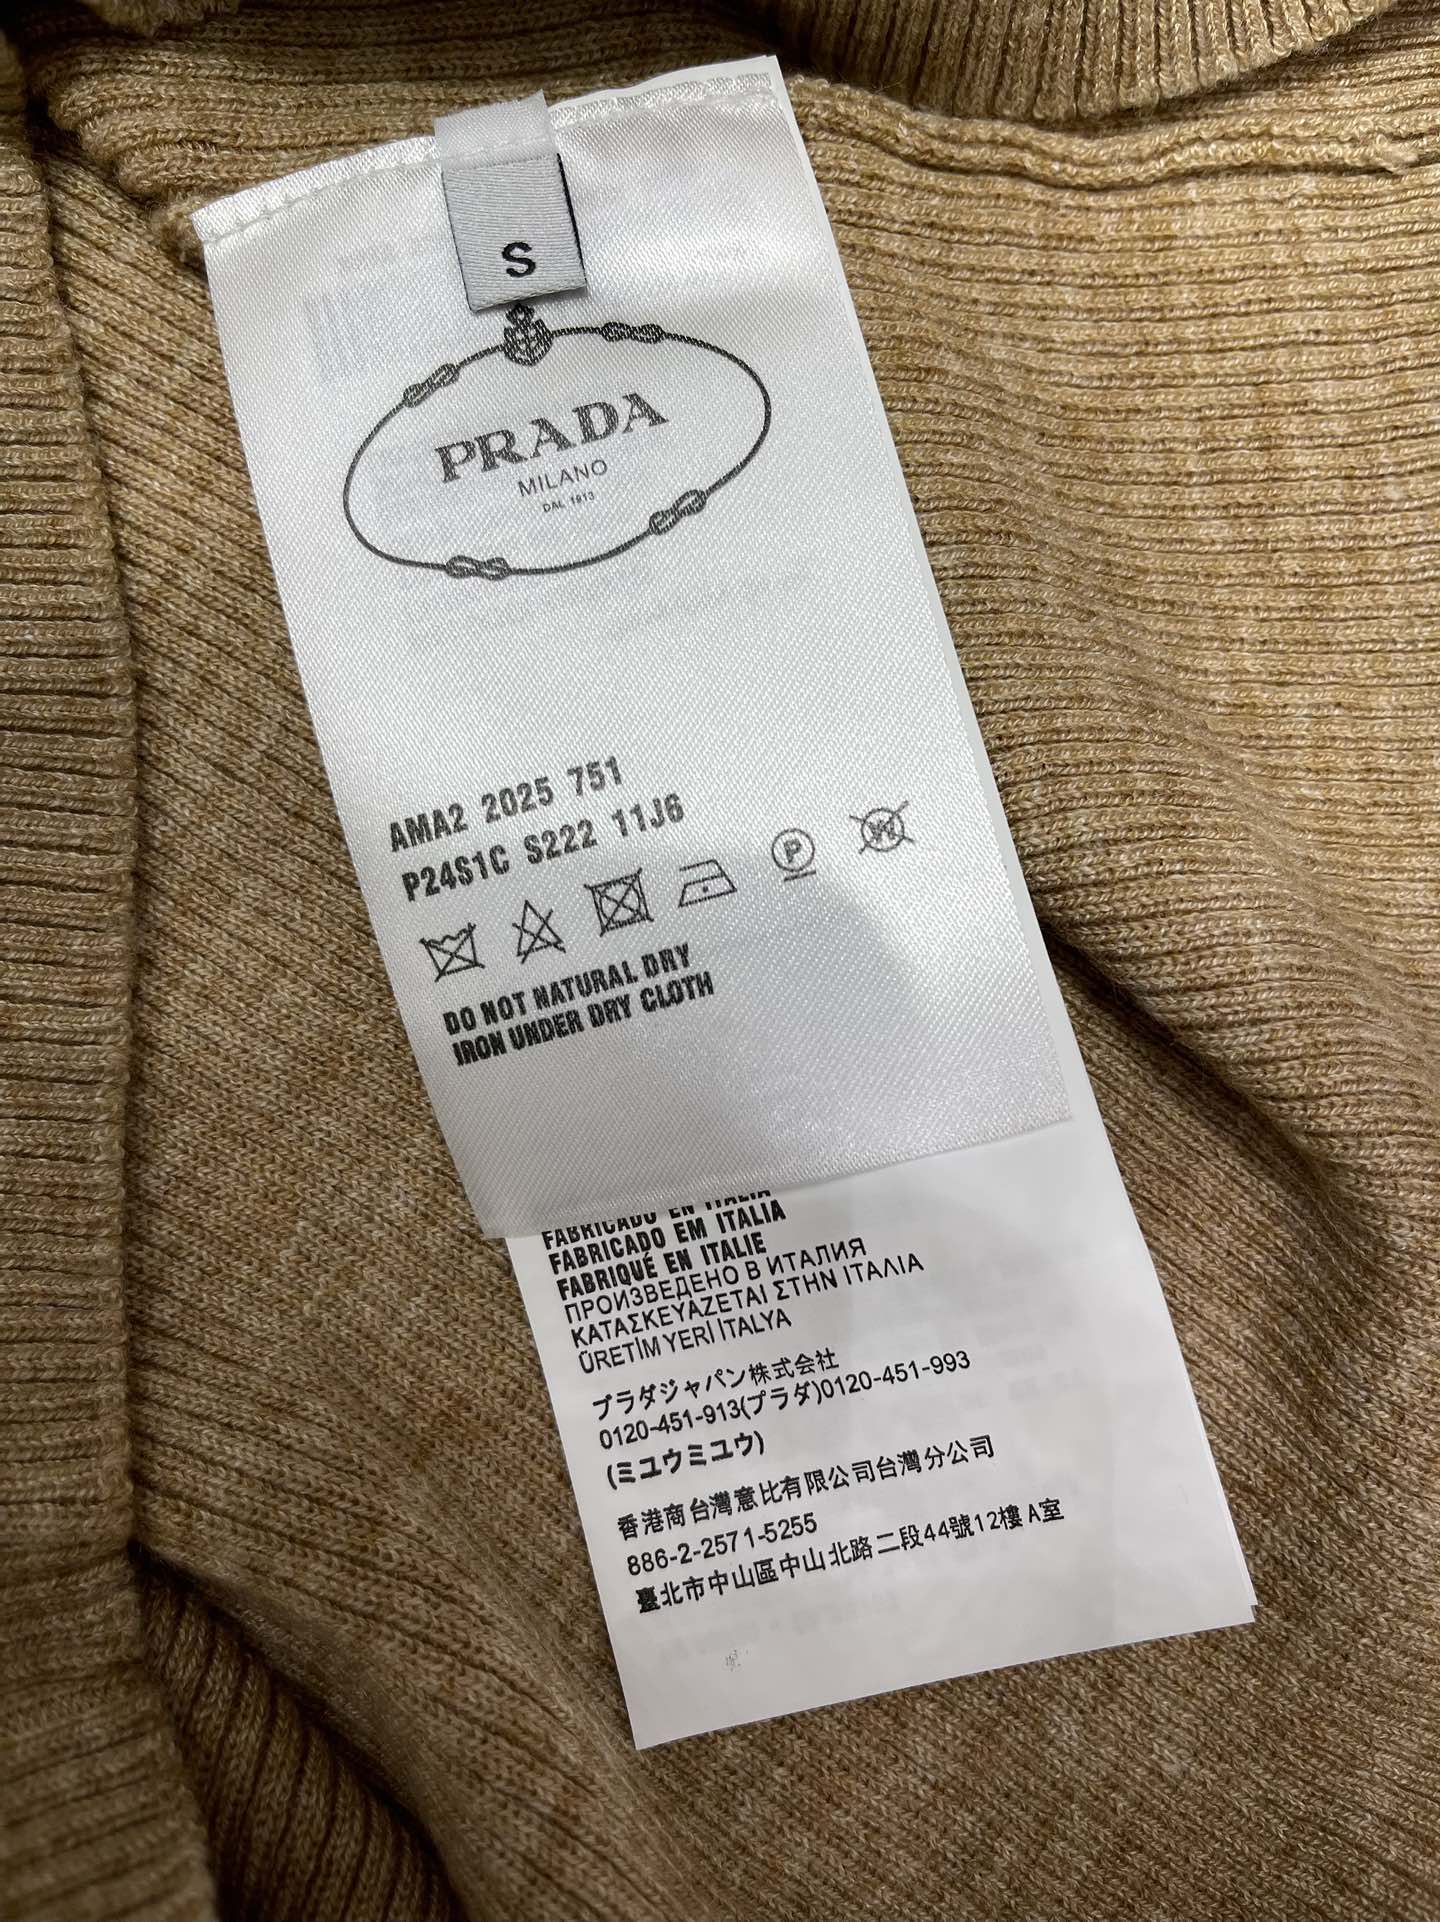 S
PRADA
MILANO
DAL 1913
AMA2 2025 751
P24S1C S222 11J6
P
W
DO NOT NATURAL DRY
IRON UNDER DRY CLOTH
FABRICADO EN ITALIA
FABRICADO EM ITALIA
FABRIQUÉ EN ITALIE
ПРОИЗВЕДЕНО В ИТАЛИЯ
ΚΑΤΑΣΚΕΥΑΖΕΤΑΙ ΣΤΗΝ ΙΤΑΛΙΑ
ÜRETİM YERİ İTALYA
プラダジャパン株式会社
0120-451-913(プラダ)0120-451-993
(ミユウミユウ)
香港商台灣意比有限公司台灣分公司
886-2-2571-5255
臺北市中山區中山北路二段44號12樓A室